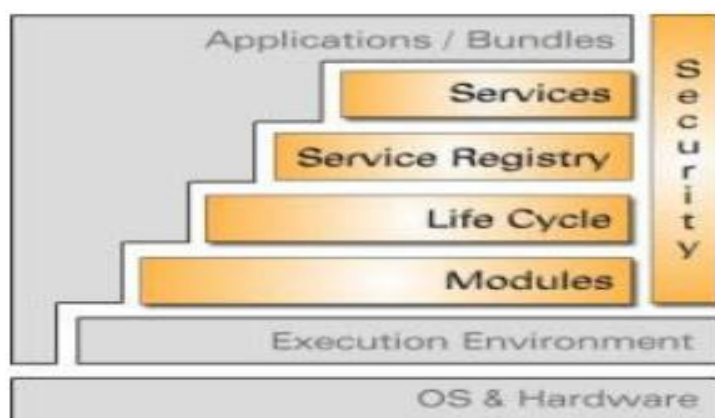 Applications / Bundles
Services
Service Registry
Life Cycle
Modules
Execution Environment
OS & Hardware
Security